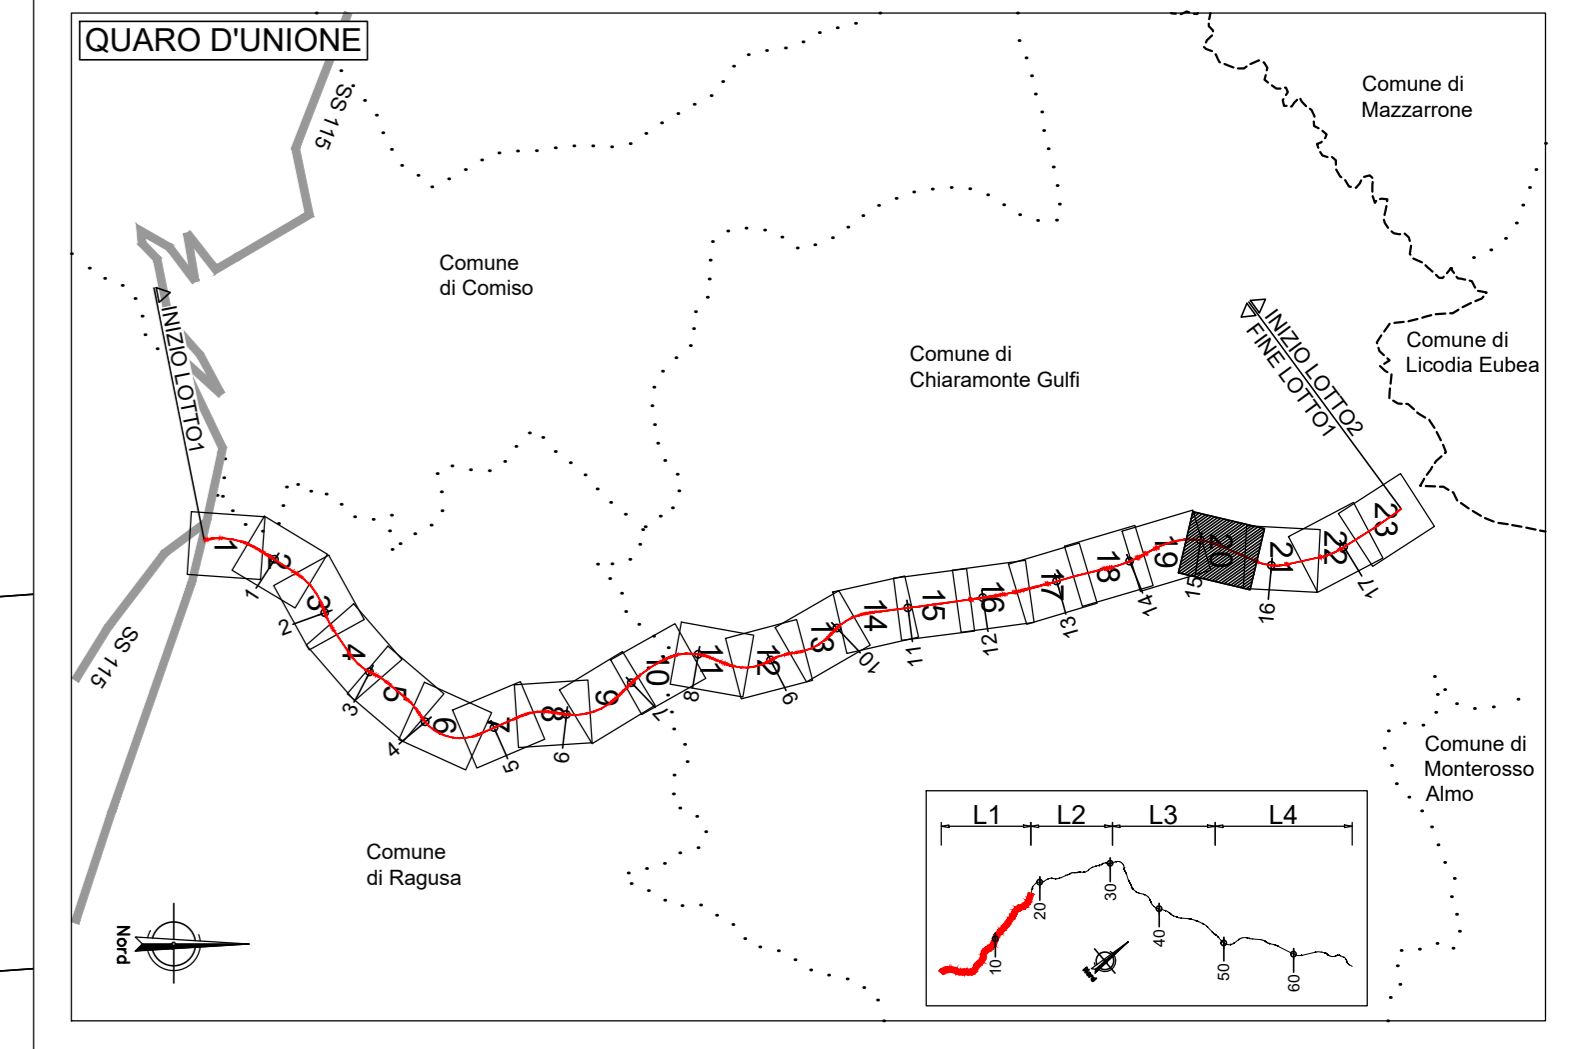 QUARO D'UNIONE
SS 115
Comune di
Mazzarrone
Comune
di Comiso
INIZIO LOTTO1
Comune di
Chiaramonte Gulfi
INIZIO LOTTO2
FINE LOTTO1
Comune di
Licodia Eubea
1
2
3
4
5
6
7
8
9
10
11
12
13
14
15
16
17
18
19
20
21
22
23
1
2
3
4
5
6
7
8
9
10
11
12
13
14
15
16
17
SS 115
Comune di
Monterosso
Almo
Comune
di Ragusa
Nord
L1
L2
L3
L4
10
20
30
40
50
60
Nord